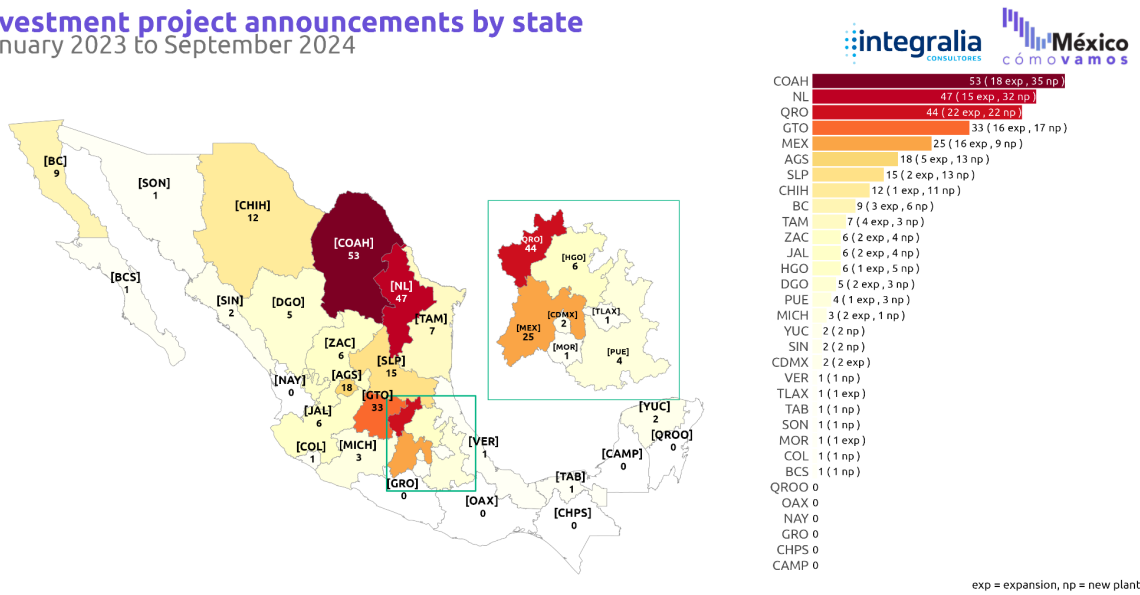 vestment project announcements by state
nuary 2023 to September 2024
integralia
CONSULTORES
México
cómovamos
[BC]
9
[SON]
1
[CHIH]
12
[COAH]
53
[NL]
47
[BCS]
1
[SIN]
2
[DGO]
5
[TAM]
7
[ZAC]
6
[SLP]
15
[NAY]
0
[AGS]
18
[GTO]
33
[JAL]
6
[COL]
1
[MICH]
3
[VER]
1
[GRO]
0
[OAX]
0
[TAB]
1
[CHPS]
0
[CAMP]
0
[YUC]
2
[QROO]
0
QRO]
44
[HGO]
6
[MEX]
25
[CDMX]
2
[TLAX]
1
[MOR]
1
[PUE]
4
COAH 53 ( 18 exp , 35 np )
NL 47 ( 15 exp , 32 np )
QRO 44 ( 22 exp , 22 np )
GTO 33 ( 16 exp , 17 np )
MEX 25 ( 16 exp , 9 np )
AGS 18 ( 5 exp , 13 np )
SLP 15 ( 2 exp , 13 np )
CHIH 12 ( 1 exp , 11 np )
BC 9 ( 3 exp , 6 np )
TAM 7 ( 4 exp , 3 np )
ZAC 6 ( 2 exp , 4 np )
JAL 6 ( 2 exp , 4 np )
HGO 6 ( 1 exp , 5 np )
DGO 5 ( 2 exp , 3 np )
PUE 4 ( 1 exp , 3 np )
MICH 3 ( 2 exp , 1 np )
YUC 2 ( 2 np )
SIN 2 ( 2 np )
CDMX 2 ( 2 exp )
VER 1 ( 1 np )
TLAX 1 ( 1 exp )
TAB 1 ( 1 np )
SON 1 ( 1 np )
MOR 1 ( 1 exp )
COL 1 ( 1 np )
BCS 1 ( 1 np )
QROO 0
OAX 0
NAY 0
GRO 0
CHPS 0
CAMP 0
exp = expansion, np = new plant